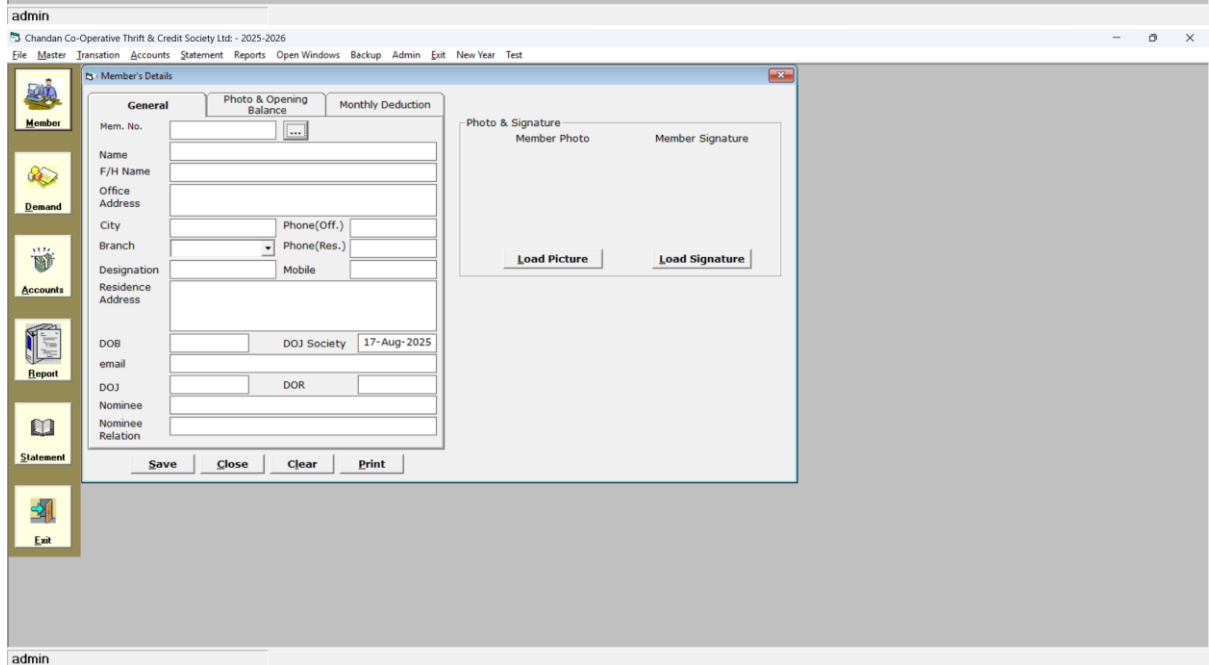 admin
Chandan Co-Operative Thrift & Credit Society Ltd: - 2025-2026
File Master Transation Accounts Statement Reports Open Windows Backup Admin Exit New Year Test
Member
Demand
Accounts
Report
Statement
Exit
Member's Details
General
Photo & Opening
Balance
Monthly Deduction
Mem. No. ...
Name
F/H Name
Office
Address
City Phone(Off.)
Branch Phone(Res.)
Designation Mobile
Residence
Address
DOB DOJ Society 17-Aug-2025
email
DOJ DOR
Nominee
Nominee
Relation
Save Close Clear Print
Photo & Signature
Member Photo Member Signature
Load Picture Load Signature
admin